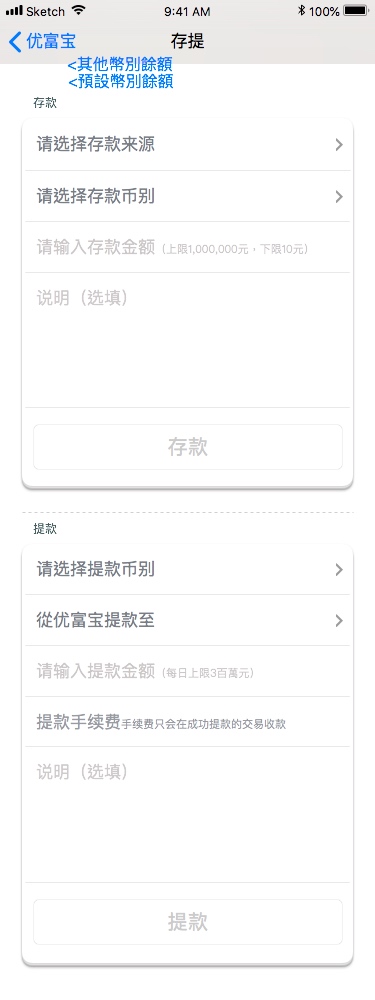 Sketch 9:41 AM 100%
优富宝 存提
<其他幣別餘額
<預設幣別餘額
存款
请选择存款来源
请选择存款币别
请输入存款金额（上限1,000,000元，下限10元）
说明（选填）
存款
提款
请选择提款币别
從优富宝提款至
请输入提款金额（每日上限3百萬元）
提款手续费手续费只会在成功提款的交易收款
说明（选填）
提款